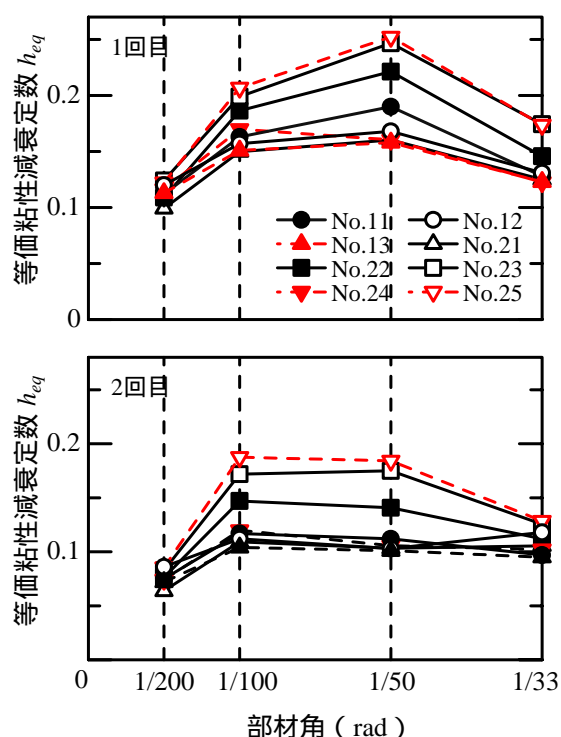 等価粘性減衰定数 heq
1回目
0.2
0.1
0
No.11 No.12
No.13 No.21
No.22 No.23
No.24 No.25
等価粘性減衰定数 heq
2回目
0.2
0.1
0 1/200 1/100 1/50 1/33
部材角（rad）